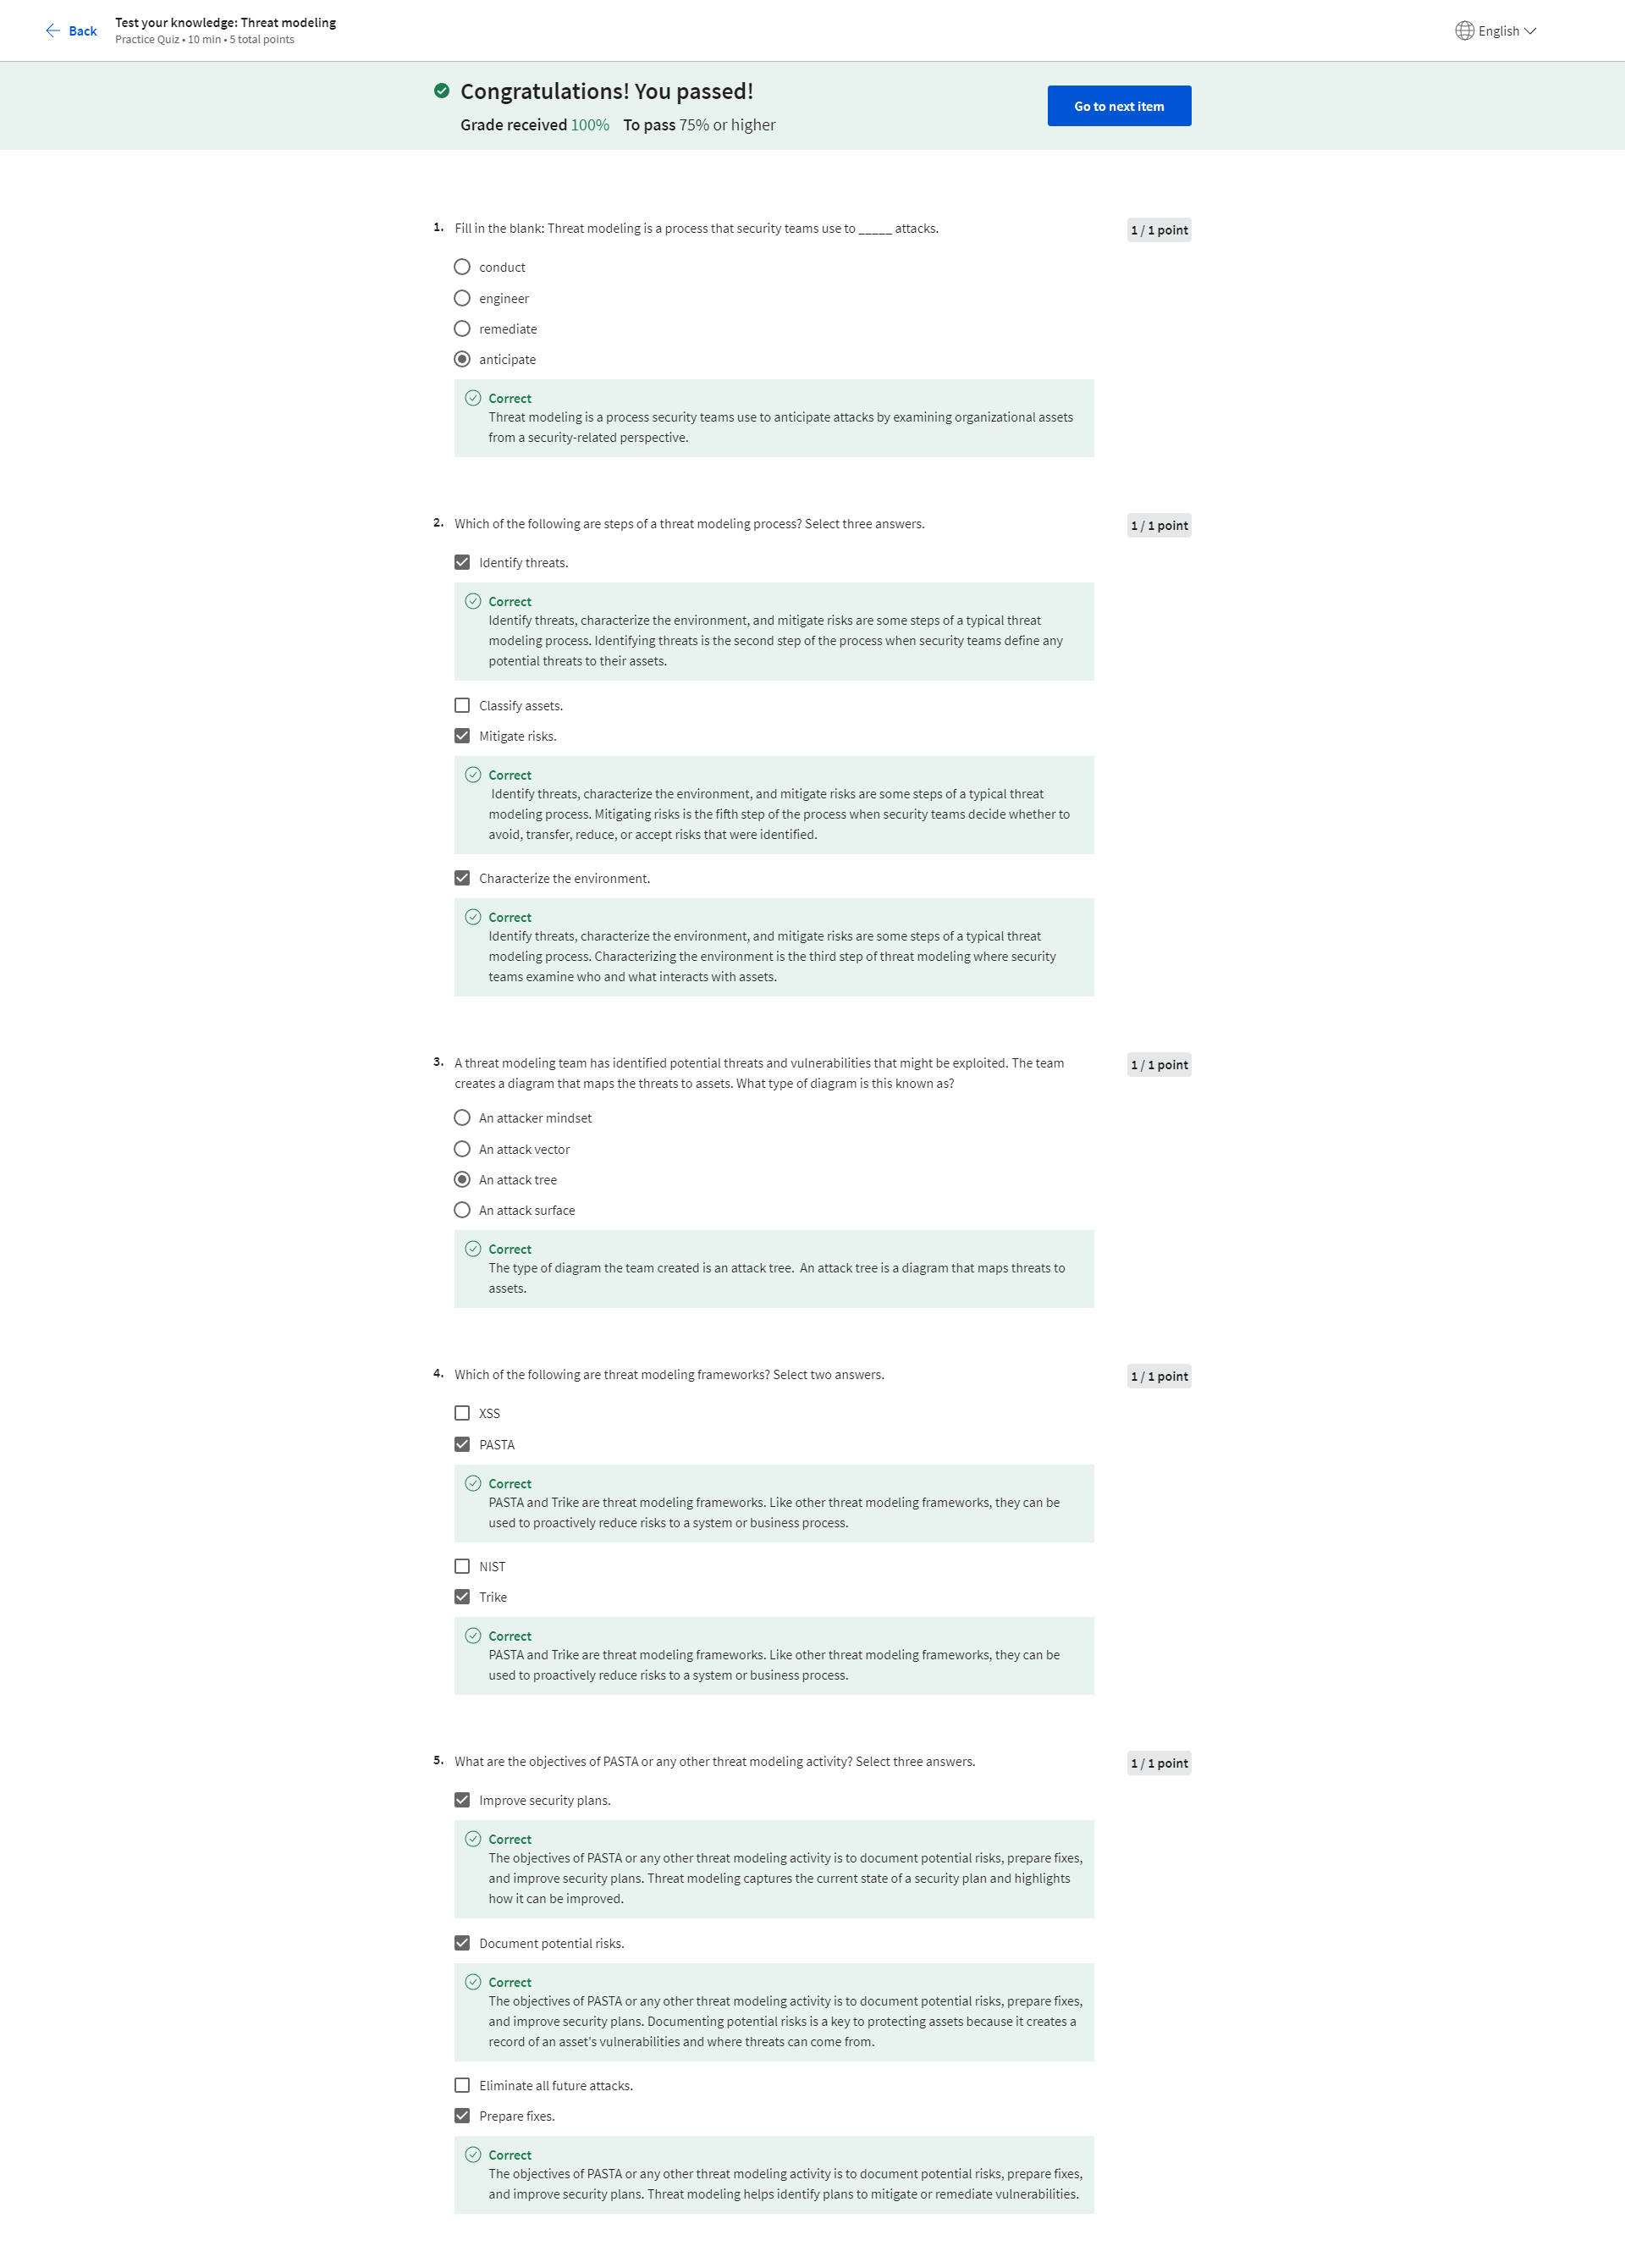 Back
Test your knowledge: Threat modeling
Practice Quiz • 10 min • 5 total points
English
Congratulations! You passed!
Grade received 100% To pass 75% or higher
Go to next item
1. Fill in the blank: Threat modeling is a process that security teams use to _____ attacks.
1 / 1 point
conduct
engineer
remediate
anticipate
Correct
Threat modeling is a process security teams use to anticipate attacks by examining organizational assets
from a security-related perspective.
2. Which of the following are steps of a threat modeling process? Select three answers.
1 / 1 point
Identify threats.
Correct
Identify threats, characterize the environment, and mitigate risks are some steps of a typical threat
modeling process. Identifying threats is the second step of the process when security teams define any
potential threats to their assets.
Classify assets.
Mitigate risks.
Correct
Identify threats, characterize the environment, and mitigate risks are some steps of a typical threat
modeling process. Mitigating risks is the fifth step of the process when security teams decide whether to
avoid, transfer, reduce, or accept risks that were identified.
Characterize the environment.
Correct
Identify threats, characterize the environment, and mitigate risks are some steps of a typical threat
modeling process. Characterizing the environment is the third step of threat modeling where security
teams examine who and what interacts with assets.
3. A threat modeling team has identified potential threats and vulnerabilities that might be exploited. The team
creates a diagram that maps the threats to assets. What type of diagram is this known as?
1 / 1 point
An attacker mindset
An attack vector
An attack tree
An attack surface
Correct
The type of diagram the team created is an attack tree. An attack tree is a diagram that maps threats to
assets.
4. Which of the following are threat modeling frameworks? Select two answers.
1 / 1 point
XSS
PASTA
Correct
PASTA and Trike are threat modeling frameworks. Like other threat modeling frameworks, they can be
used to proactively reduce risks to a system or business process.
NIST
Trike
Correct
PASTA and Trike are threat modeling frameworks. Like other threat modeling frameworks, they can be
used to proactively reduce risks to a system or business process.
5. What are the objectives of PASTA or any other threat modeling activity? Select three answers.
1 / 1 point
Improve security plans.
Correct
The objectives of PASTA or any other threat modeling activity is to document potential risks, prepare fixes,
and improve security plans. Threat modeling captures the current state of a security plan and highlights
how it can be improved.
Document potential risks.
Correct
The objectives of PASTA or any other threat modeling activity is to document potential risks, prepare fixes,
and improve security plans. Documenting potential risks is a key to protecting assets because it creates a
record of an asset's vulnerabilities and where threats can come from.
Eliminate all future attacks.
Prepare fixes.
Correct
The objectives of PASTA or any other threat modeling activity is to document potential risks, prepare fixes,
and improve security plans. Threat modeling helps identify plans to mitigate or remediate vulnerabilities.